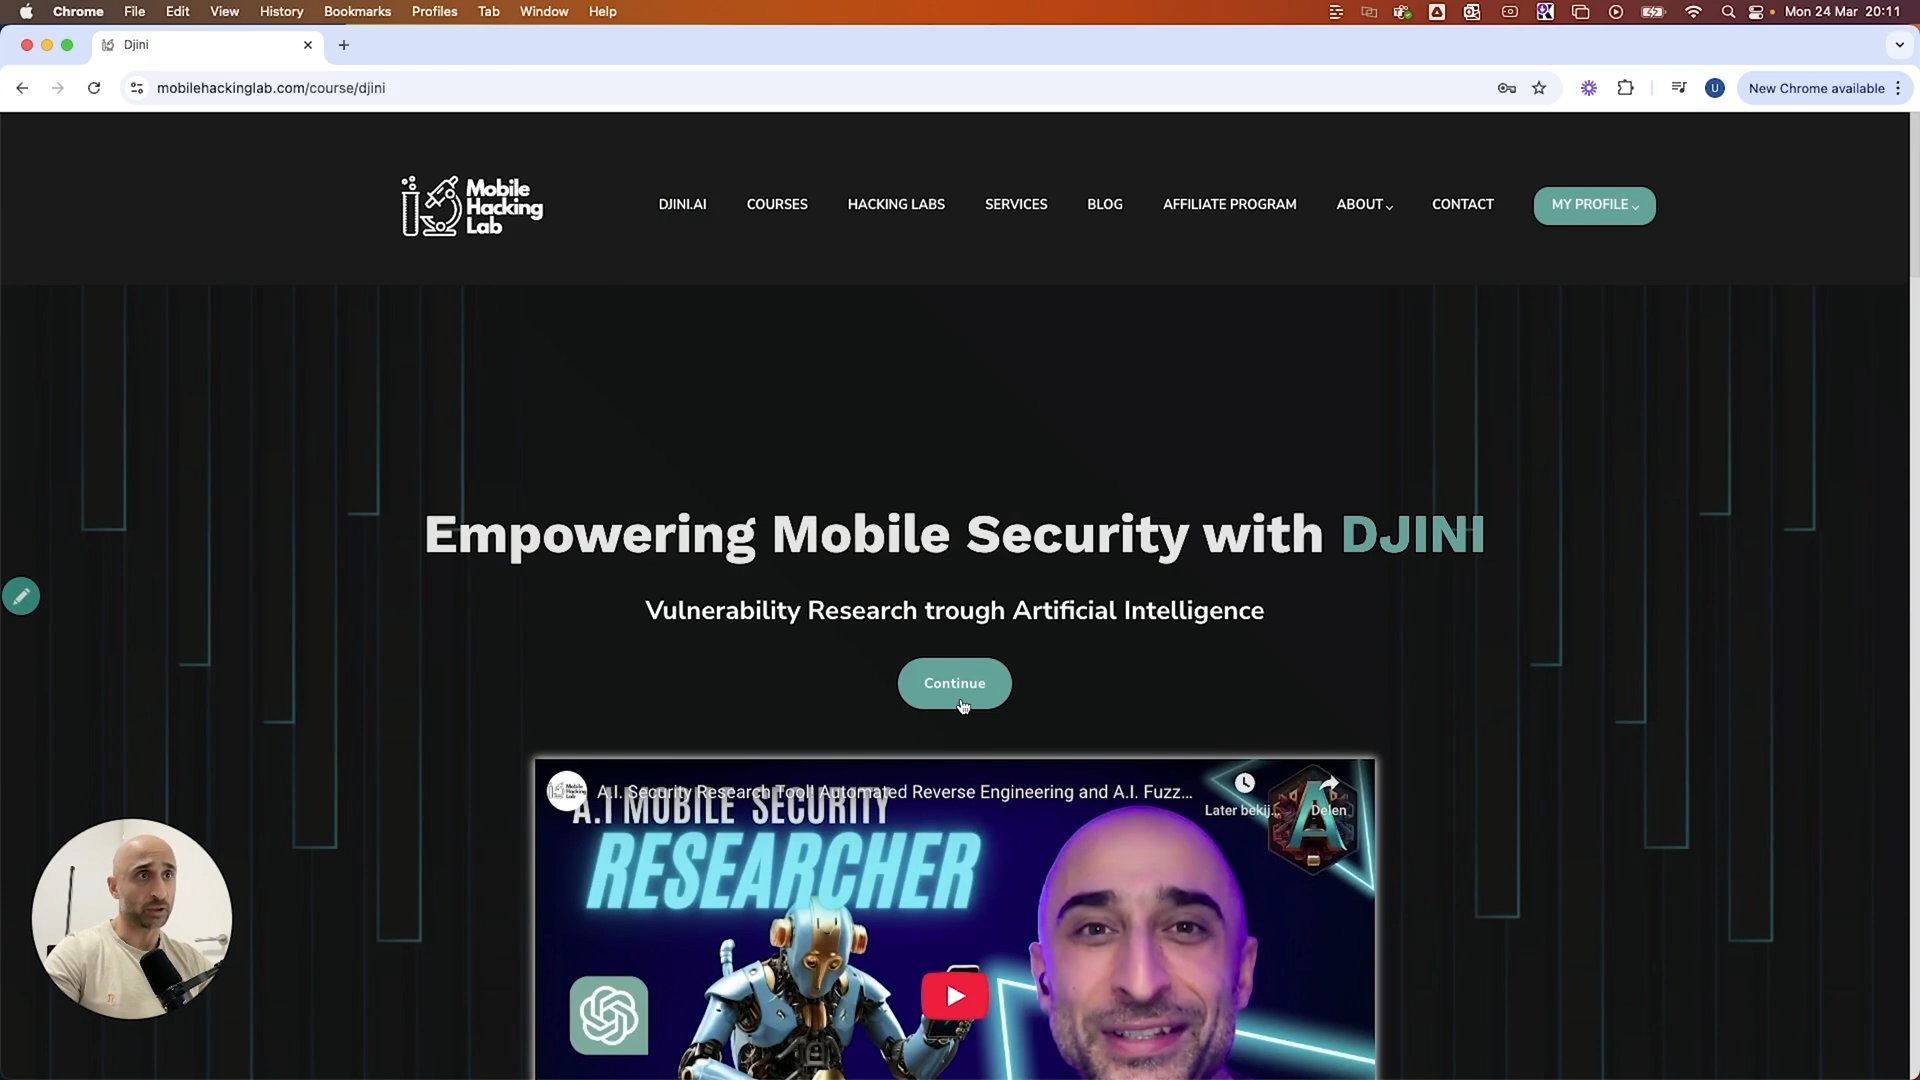 Chrome File Edit View History Bookmarks Profiles Tab Window Help
Mon 24 Mar 20:11
Djini
mobilehackinglab.com/course/djini
U
New Chrome available
Mobile
Hacking
Lab
DJINI.AI COURSES HACKING LABS SERVICES BLOG AFFILIATE PROGRAM ABOUT CONTACT MY PROFILE
Empowering Mobile Security with DJINI
Vulnerability Research trough Artificial Intelligence
Continue
A.I. Security Research Tool! Automated Reverse Engineering and A.I. Fuzz...
Later bekij... Delen
A.I MOBILE SECURITY
RESEARCHER